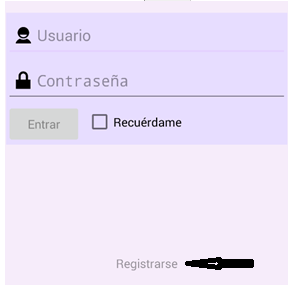 Usuario
Contraseña
Entrar
Recuérdame
Registrarse